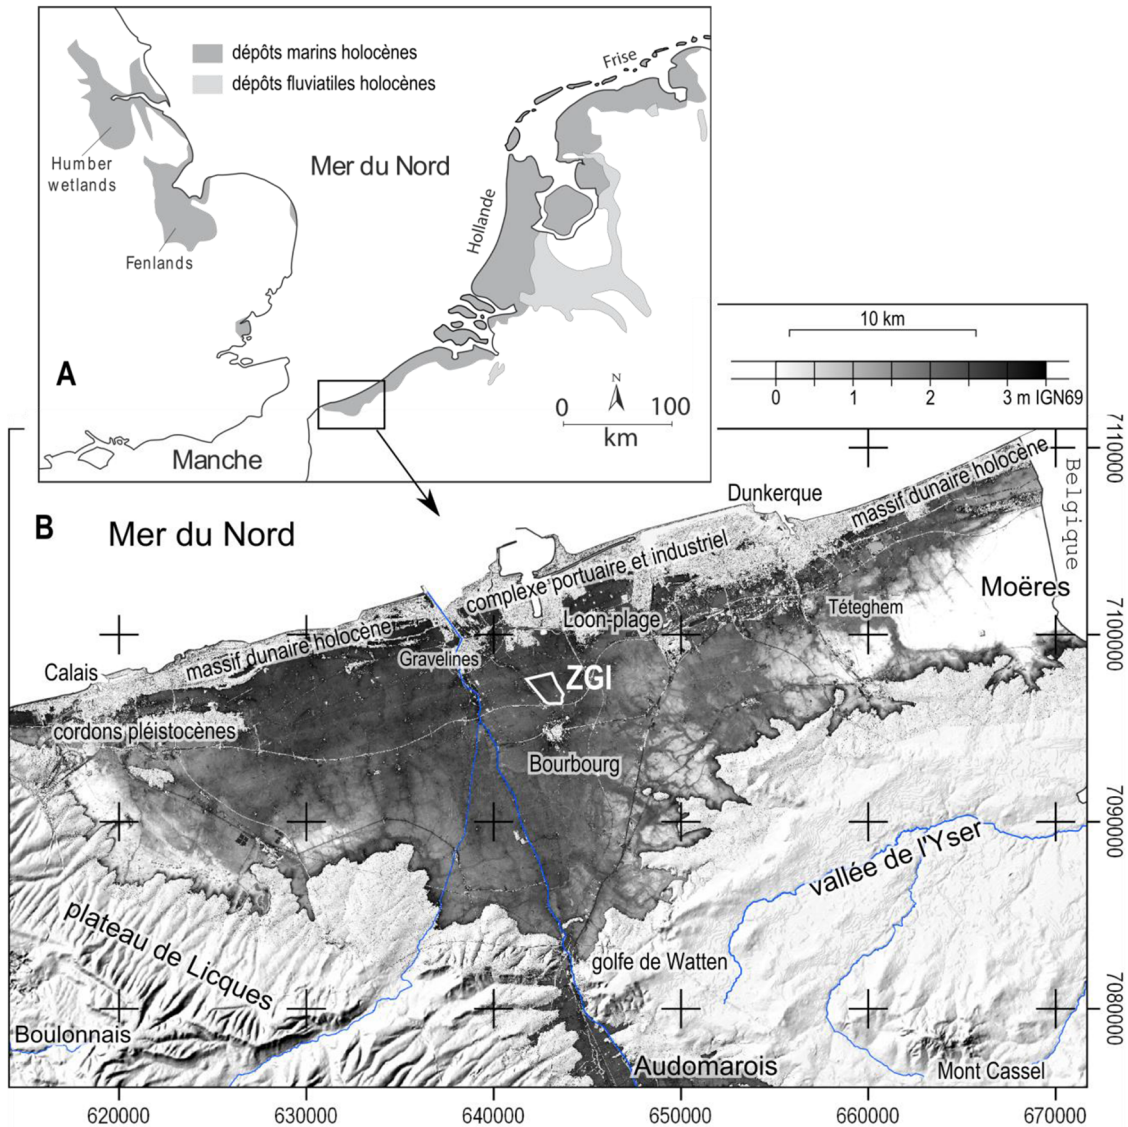 dépôts marins holocènes
dépôts fluviatiles holocènes
Frise
Humber
wetlands
Mer du Nord
Hollande
Fenlands
A
N
0 100
km
Manche
10 km
0 1 2 3 m IGN69
B
Mer du Nord
Dunkerque
massif dunaire holocène
Belgique
7110000
complexe portuaire et industriel
Moëres
Loon-plage
Téteghem
massif dunaire holocène
Gravelines
7100000
Calais
ZGI
cordons pléistocènes
Bourbourg
7090000
vallée de l'Yser
plateau de Licques
golfe de Watten
7080000
Boulonnais
Audomarois
Mont Cassel
620000 630000 640000 650000 660000 670000